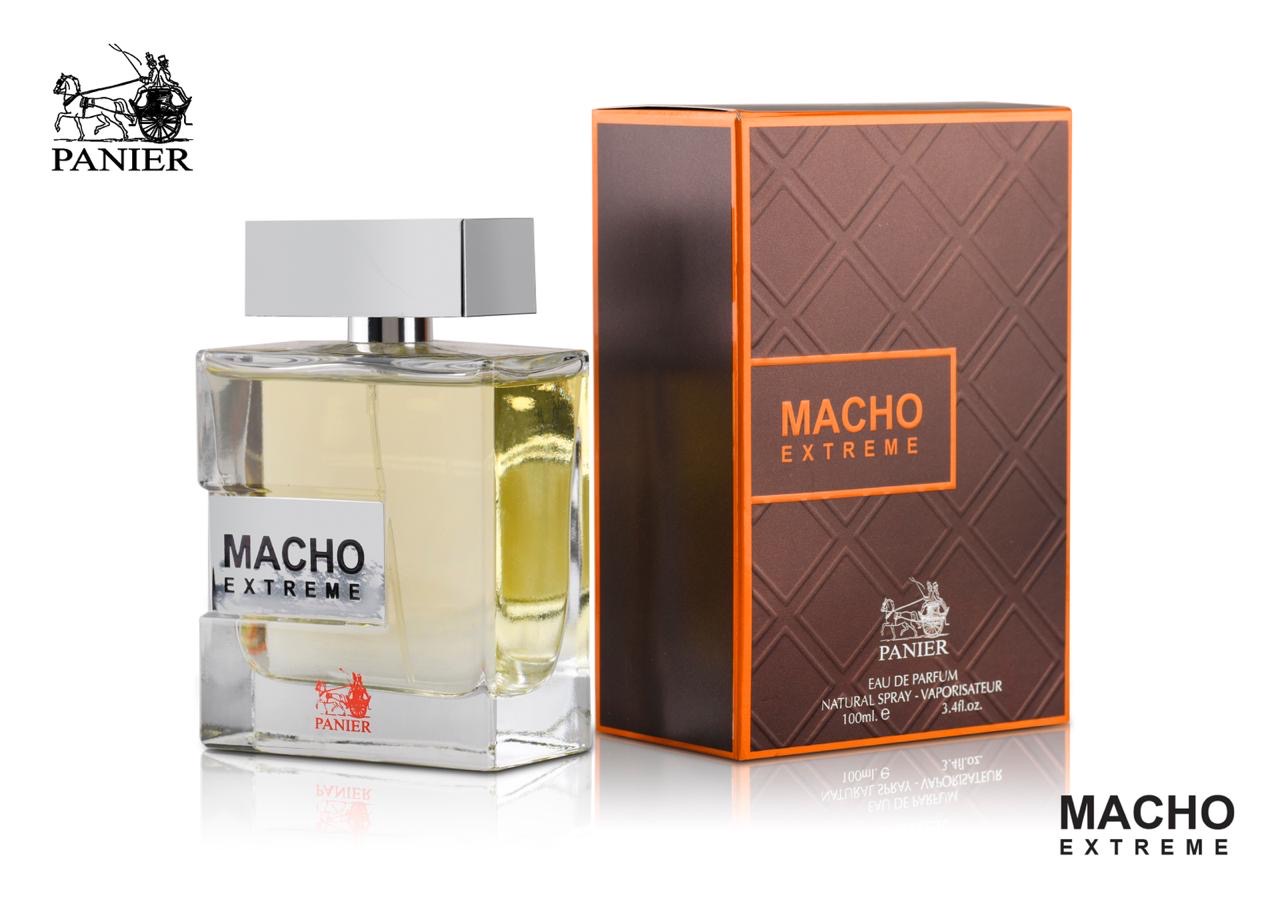 PANIER
MACHO
EXTREME
PANIER
MACHO
EXTREME
PANIER
EAU DE PARFUM
NATURAL SPRAY - VAPORISATEUR
100ml. e 3.4fl.oz.
MACHO
EXTREME